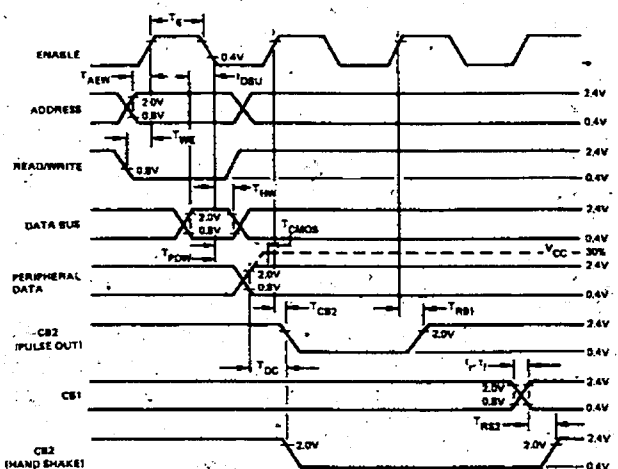 T_E
ENABLE
0.4V
T_AEW
T_DSU
ADDRESS
2.0V
0.8V
2.4V
0.4V
T_WE
READ/WRITE
0.8V
2.4V
0.4V
T_HW
DATA BUS
2.0V
0.8V
2.4V
0.4V
T_CMOS
T_PDW
V_CC - 30%
PERIPHERAL
DATA
2.0V
0.8V
2.4V
0.4V
T_CB2
T_RB1
CB2
(PULSE OUT)
2.0V
2.4V
0.4V
T_DC
t_r, t_f
CB1
2.0V
0.8V
2.4V
0.4V
T_RS2
CB2
(HAND SHAKE)
2.0V
2.0V
2.4V
0.4V